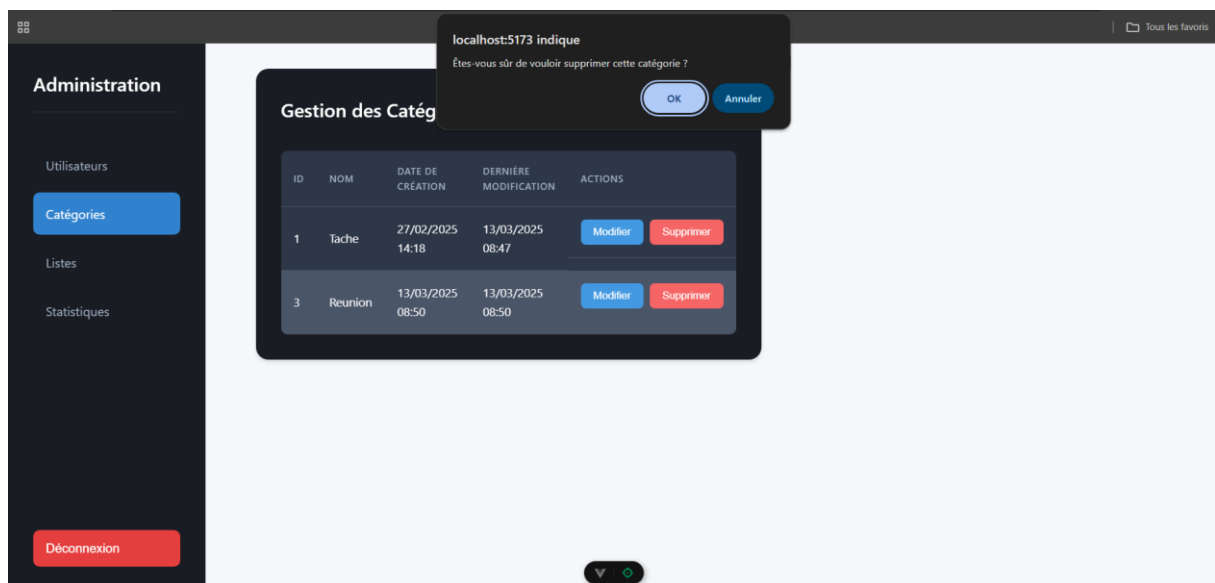 Tous les favoris
localhost:5173 indique
Êtes-vous sûr de vouloir supprimer cette catégorie ?
OK
Annuler
Administration
Utilisateurs
Catégories
Listes
Statistiques
Déconnexion
Gestion des Catég
ID NOM DATE DE CRÉATION DERNIÈRE MODIFICATION ACTIONS
1 Tache 27/02/2025 14:18 13/03/2025 08:47 Modifier Supprimer
3 Reunion 13/03/2025 08:50 13/03/2025 08:50 Modifier Supprimer